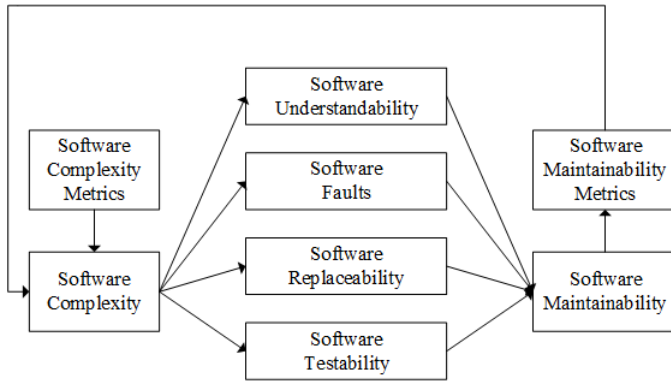 Software
Understandability
Software
Complexity
Metrics
Software
Faults
Software
Maintainability
Metrics
Software
Complexity
Software
Replaceability
Software
Maintainability
Software
Testability